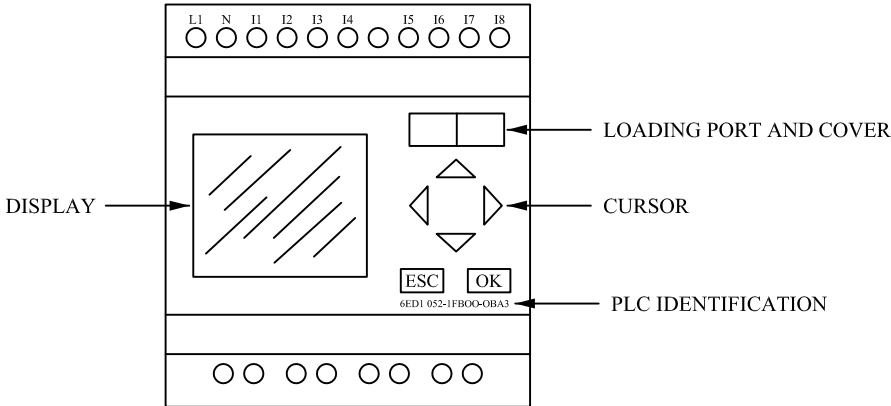 L1 N I1 I2 I3 I4 I5 I6 I7 I8
LOADING PORT AND COVER
DISPLAY
CURSOR
ESC OK
6ED1 052-1FBOO-OBA3
PLC IDENTIFICATION